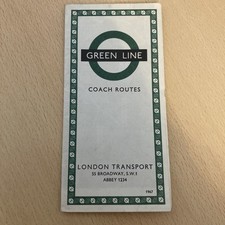 GREEN LINE
COACH ROUTES
LONDON TRANSPORT
55 BROADWAY, S.W.1
ABBEY 1234
1967